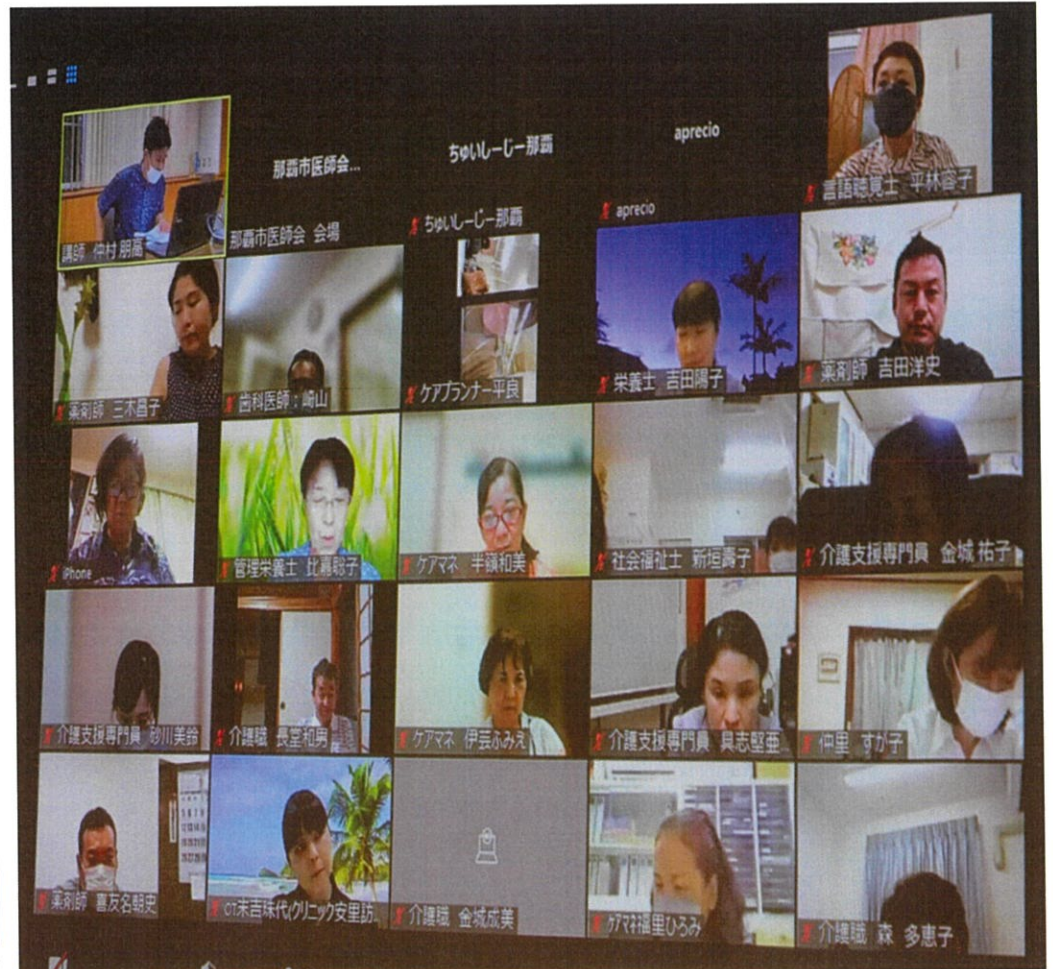 那覇市医師会...
ちゅいしーじー那覇
aprecio
講師 仲村 朋高
那覇市医師会 会場
ちゅいしーじー那覇
aprecio
言語聴覚士 平林容子
薬剤師 三木昌子
歯科医師:崎山
ケアプランナー平良
栄養士 吉田陽子
薬剤師 吉田洋史
iPhone
管理栄養士 比嘉聡子
ケアマネ 半嶺和美
社会福祉士 新垣壽子
介護支援専門員 金城 祐子
介護支援専門員 砂川美鈴
介護職 長堂和男
ケアマネ 伊芸ふみえ
介護支援専門員 具志堅亜
仲里 すが子
薬剤師 喜友名朝史
OT末吉珠代(クリニック安里訪...
介護職 金城成美
ケアマネ福里ひろみ
介護職 森 多恵子